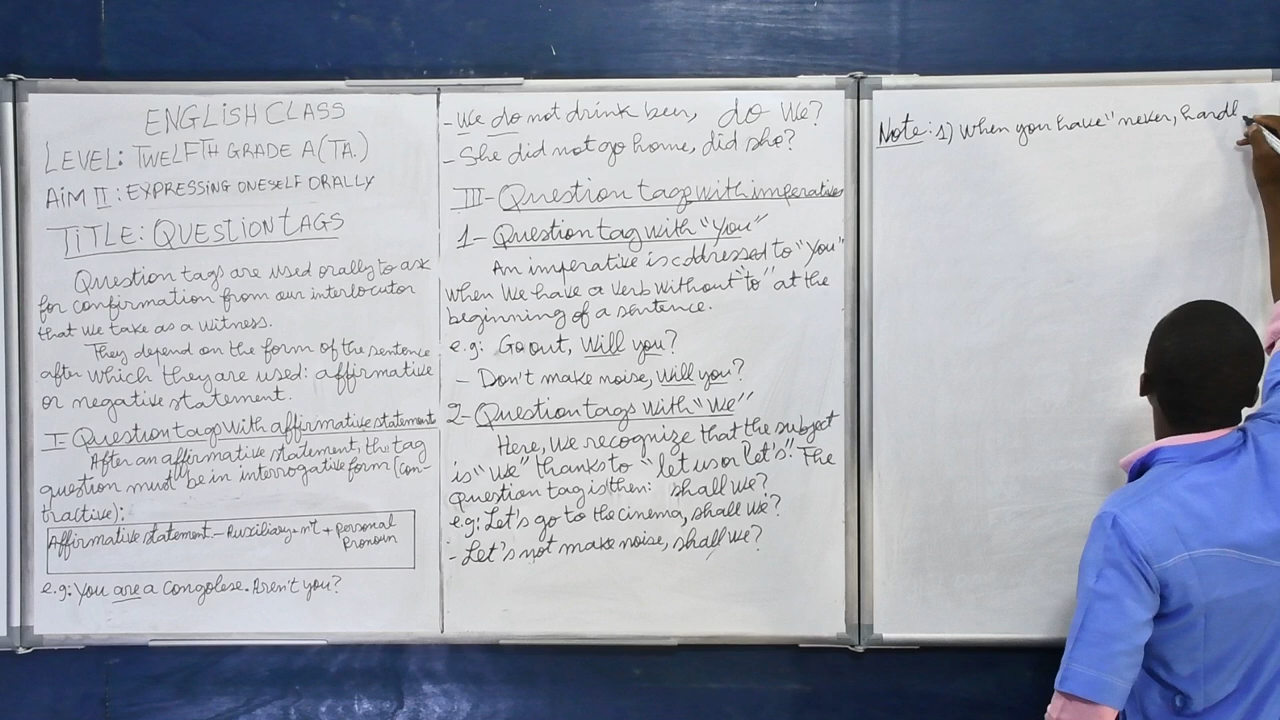 ENGLISH CLASS
LEVEL: TWELFTH GRADE A (TA.)
AIM II: EXPRESSING ONESELF ORALLY
TITLE: QUESTION TAGS
Question tags are used orally to ask
for confirmation from our interlocutor
that we take as a witness.
They depend on the form of the sentence
after which they are used: affirmative
or negative statement.
I- Question tags with affirmative statement
After an affirmative statement, the tag
question must be in interrogative form (con-
tractive):
Affirmative statement - Auxiliary + n't + personal
pronoun
e.g: You are a Congolese. Aren't you?
- We do not drink beer, do we?
- She did not go home, did she?
III- Question tags with imperatives
1- Question tag with "You"
An imperative is addressed to "You"
when we have a verb without "to" at the
beginning of a sentence.
e.g: Go out, Will you?
- Don't make noise, Will you?
2- Question tags with "We"
Here, we recognize that the subject
is "we" thanks to "let us or let's". The
question tag is then: shall we?
e.g: Let's go to the cinema, shall we?
- Let's not make noise, shall we?
Note: 1) When you have "never, hardl